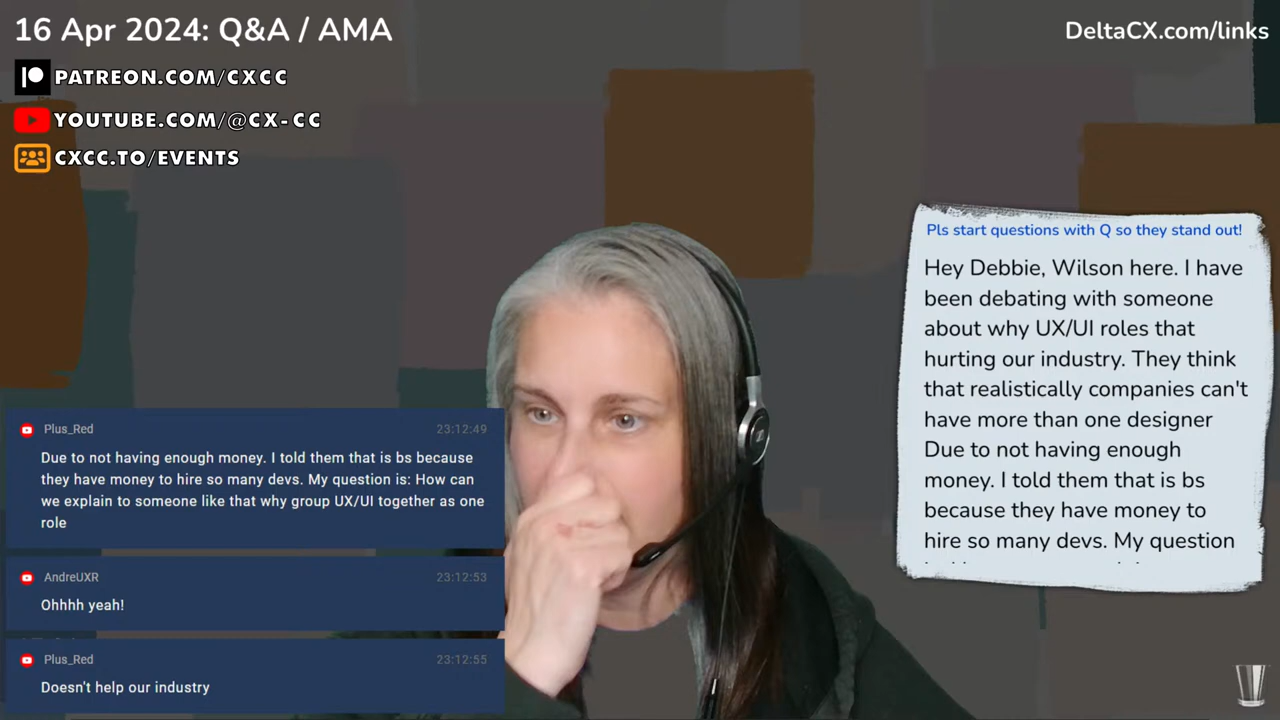 16 Apr 2024: Q&A / AMA
DeltaCX.com/links
PATREON.COM/CXCC
YOUTUBE.COM/@CX-CC
CXCC.TO/EVENTS
Pls start questions with Q so they stand out!
Hey Debbie, Wilson here. I have
been debating with someone
about why UX/UI roles that
hurting our industry. They think
that realistically companies can't
have more than one designer
Due to not having enough
money. I told them that is bs
because they have money to
hire so many devs. My question
Plus_Red 23:12:49
Due to not having enough money. I told them that is bs because
they have money to hire so many devs. My question is: How can
we explain to someone like that why group UX/UI together as one
role
AndreUXR 23:12:53
Ohhhh yeah!
Plus_Red 23:12:55
Doesn't help our industry